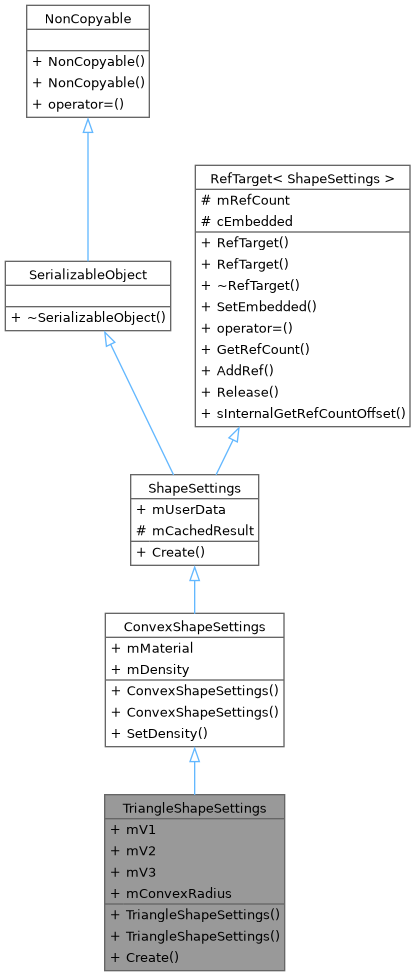 NonCopyable
+ NonCopyable()
+ NonCopyable()
+ operator=()
RefTarget< ShapeSettings >
# mRefCount
# cEmbedded
+ RefTarget()
+ RefTarget()
+ ~RefTarget()
+ SetEmbedded()
+ operator=()
+ GetRefCount()
+ AddRef()
+ Release()
+ sInternalGetRefCountOffset()
SerializableObject
+ ~SerializableObject()
ShapeSettings
+ mUserData
# mCachedResult
+ Create()
ConvexShapeSettings
+ mMaterial
+ mDensity
+ ConvexShapeSettings()
+ ConvexShapeSettings()
+ SetDensity()
TriangleShapeSettings
+ mV1
+ mV2
+ mV3
+ mConvexRadius
+ TriangleShapeSettings()
+ TriangleShapeSettings()
+ Create()